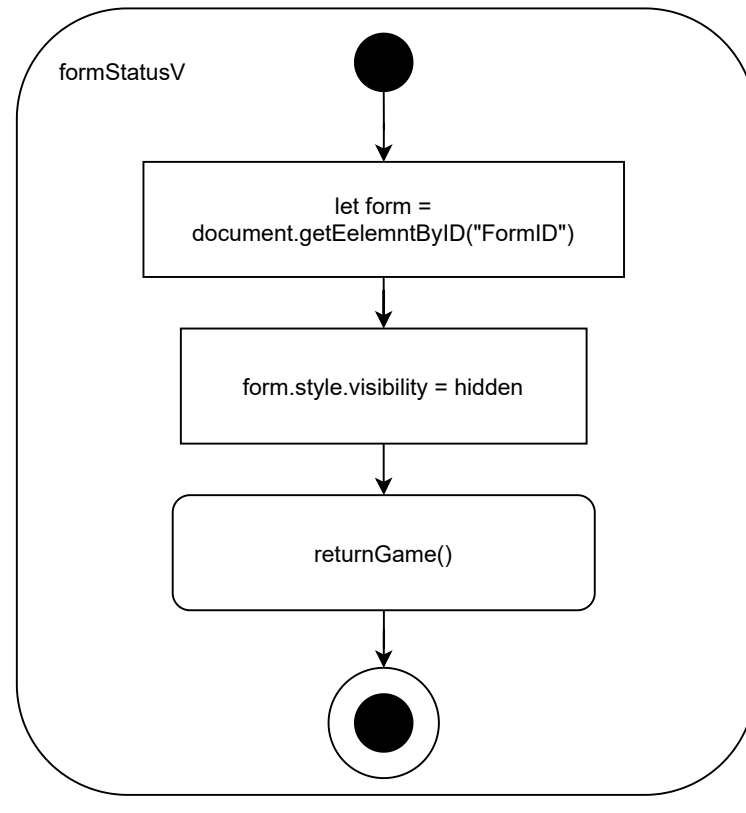 formStatusV
let form =
document.getEelemntByID("FormID")
form.style.visibility = hidden
returnGame()